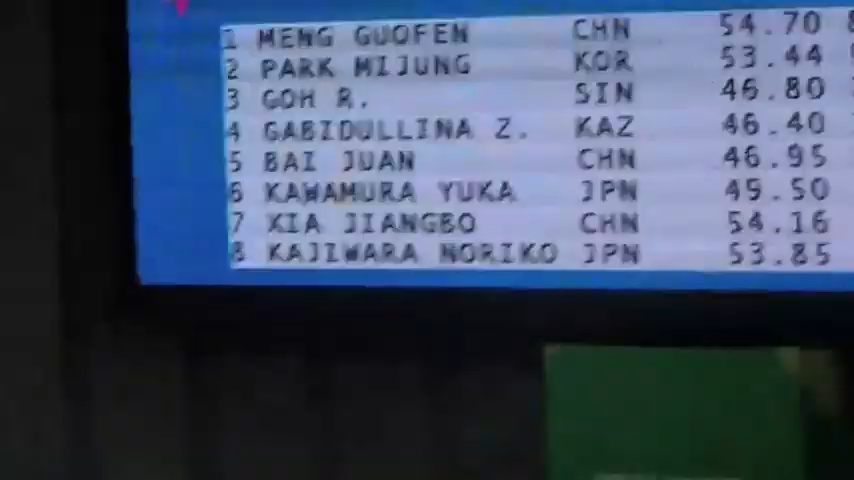 1 MENG GUOFEN CHN 54.70
2 PARK MIJUNG KOR 53.44
3 GOH R. SIN 46.80
4 GABIDULLINA Z. KAZ 46.40
5 BAI JUAN CHN 46.95
6 KAWAMURA YUKA JPN 45.50
7 XIA JIANGBO CHN 54.16
8 KAJIWARA NORIKO JPN 53.85